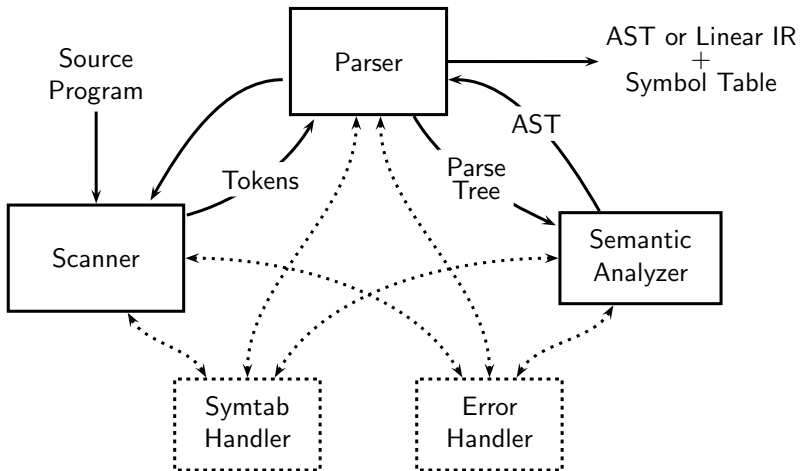 Source
Program
Parser
AST or Linear IR
+
Symbol Table
AST
Tokens
Parse
Tree
Scanner
Semantic
Analyzer
Symtab
Handler
Error
Handler